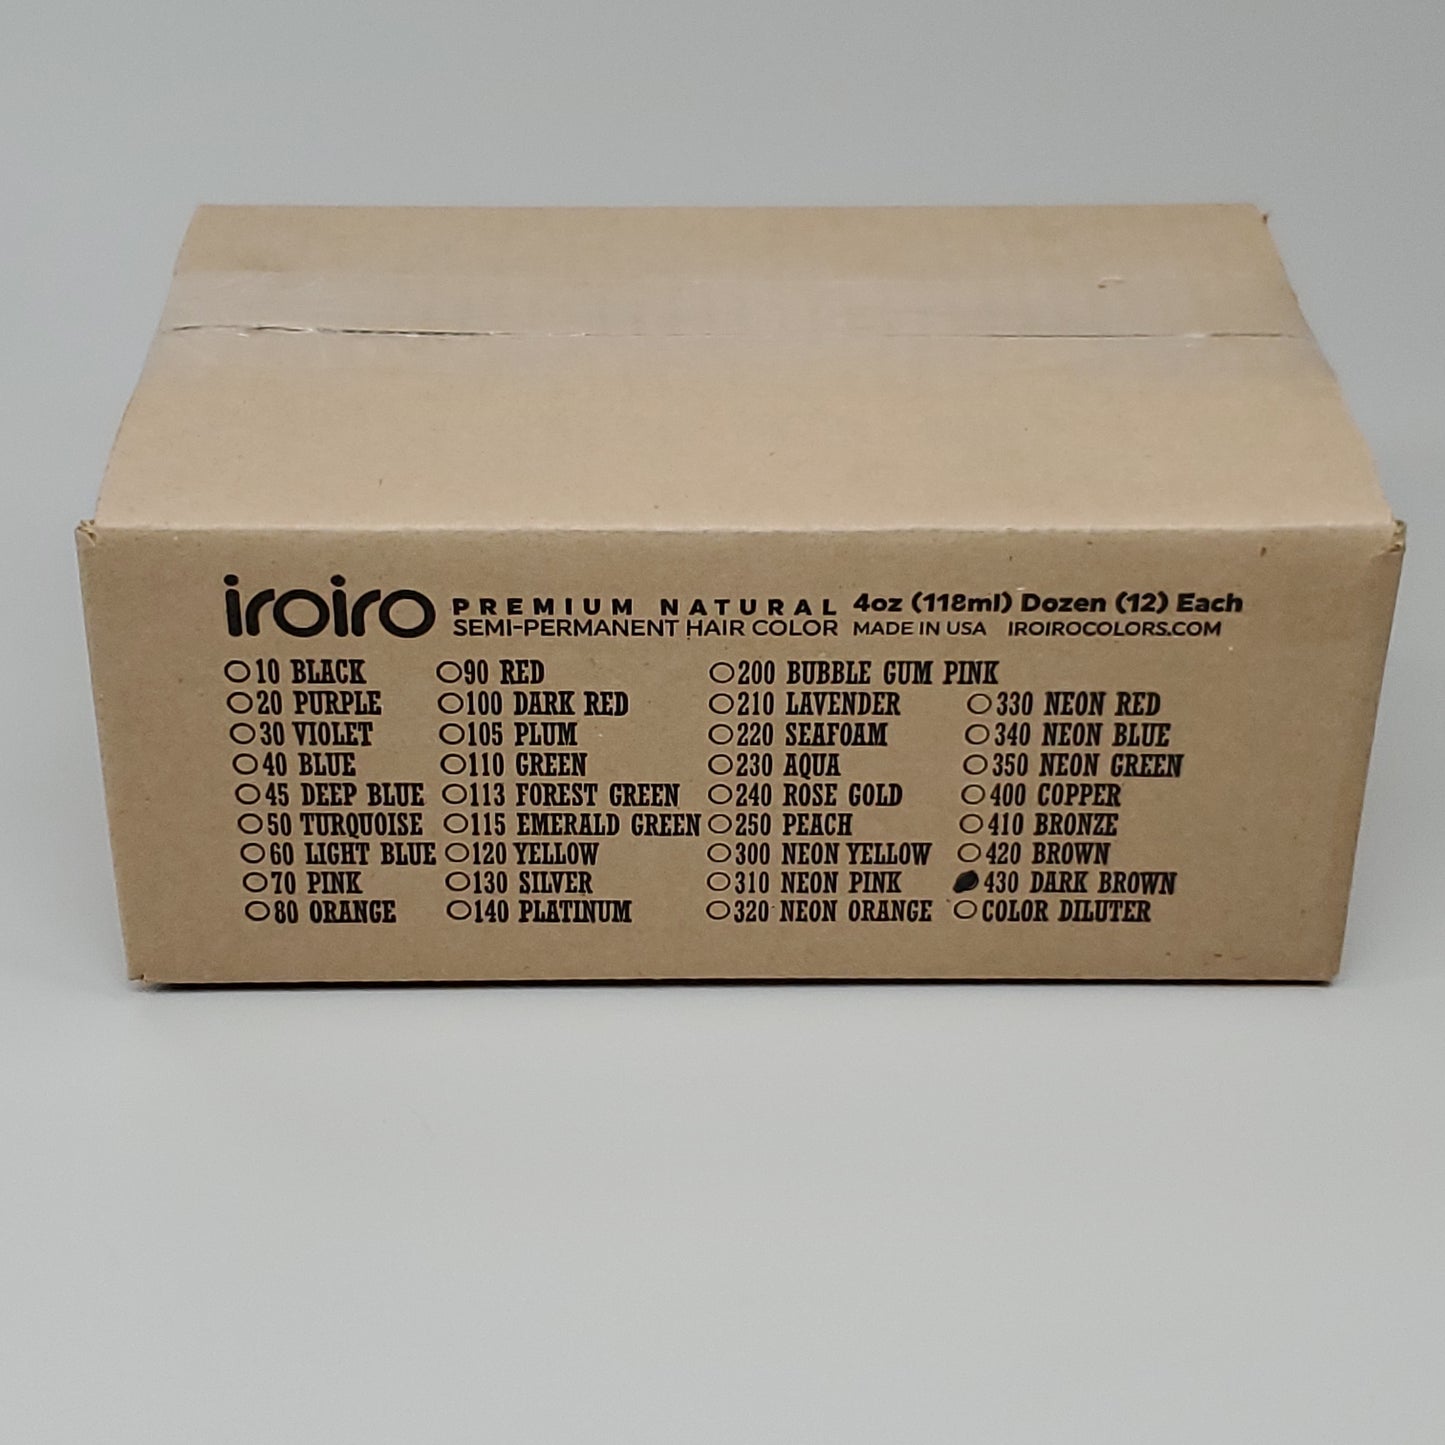 iroiro PREMIUM NATURAL 4oz (118ml) Dozen (12) Each
SEMI-PERMANENT HAIR COLOR MADE IN USA IROIROCOLORS.COM
10 BLACK
20 PURPLE
30 VIOLET
40 BLUE
45 DEEP BLUE
50 TURQUOISE
60 LIGHT BLUE
70 PINK
80 ORANGE
90 RED
100 DARK RED
105 PLUM
110 GREEN
113 FOREST GREEN
115 EMERALD GREEN
120 YELLOW
130 SILVER
140 PLATINUM
200 BUBBLE GUM PINK
210 LAVENDER
220 SEAFOAM
230 AQUA
240 ROSE GOLD
250 PEACH
300 NEON YELLOW
310 NEON PINK
320 NEON ORANGE
330 NEON RED
340 NEON BLUE
350 NEON GREEN
400 COPPER
410 BRONZE
420 BROWN
430 DARK BROWN
COLOR DILUTER